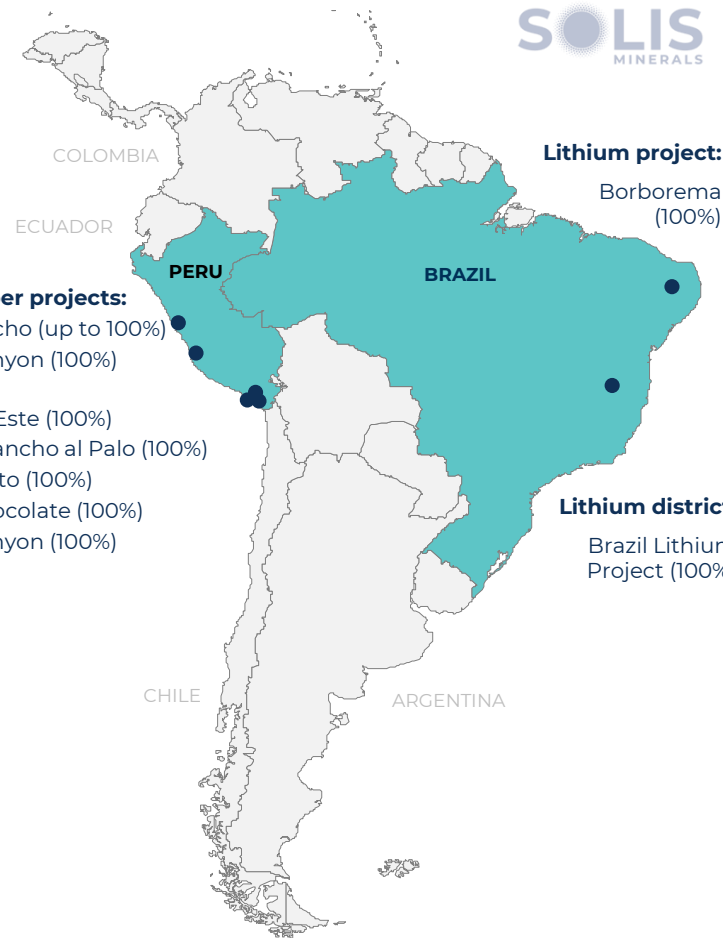 SOLIS
MINERALS
COLOMBIA
ECUADOR
PERU
BRAZIL
Lithium project:
Borborema
(100%)
er projects:
cho (up to 100%)
nyon (100%)
Este (100%)
ancho al Palo (100%)
to (100%)
ocolate (100%)
nyon (100%)
Lithium district
Brazil Lithium
Project (100%
CHILE
ARGENTINA